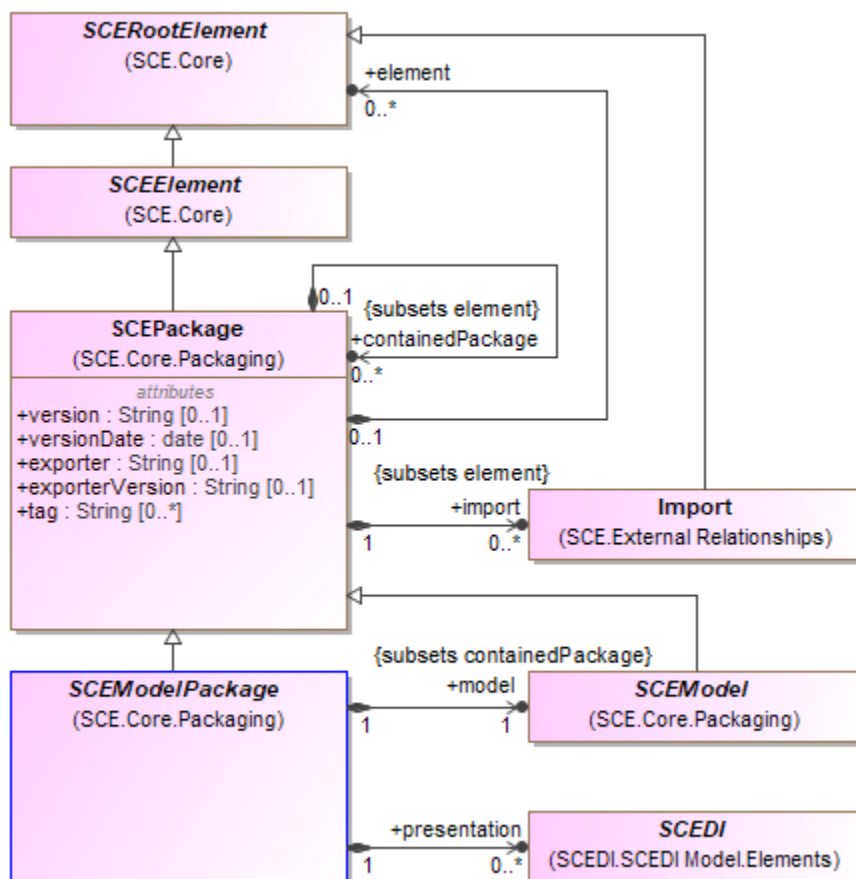 SCERootElement
(SCE.Core)
+element
0..*
SCEElement
(SCE.Core)
0..1
{subsets element}
+containedPackage
0..*
SCEPackage
(SCE.Core.Packaging)
attributes
+version : String [0..1]
+versionDate : date [0..1]
+exporter : String [0..1]
+exporterVersion : String [0..1]
+tag : String [0..*]
0..1
{subsets element}
+import
1
0..*
Import
(SCE.External Relationships)
{subsets containedPackage}
+model
1
1
SCEModelPackage
(SCE.Core.Packaging)
SCEModel
(SCE.Core.Packaging)
+presentation
1
0..*
SCEDI
(SCEDI.SCEDI Model.Elements)